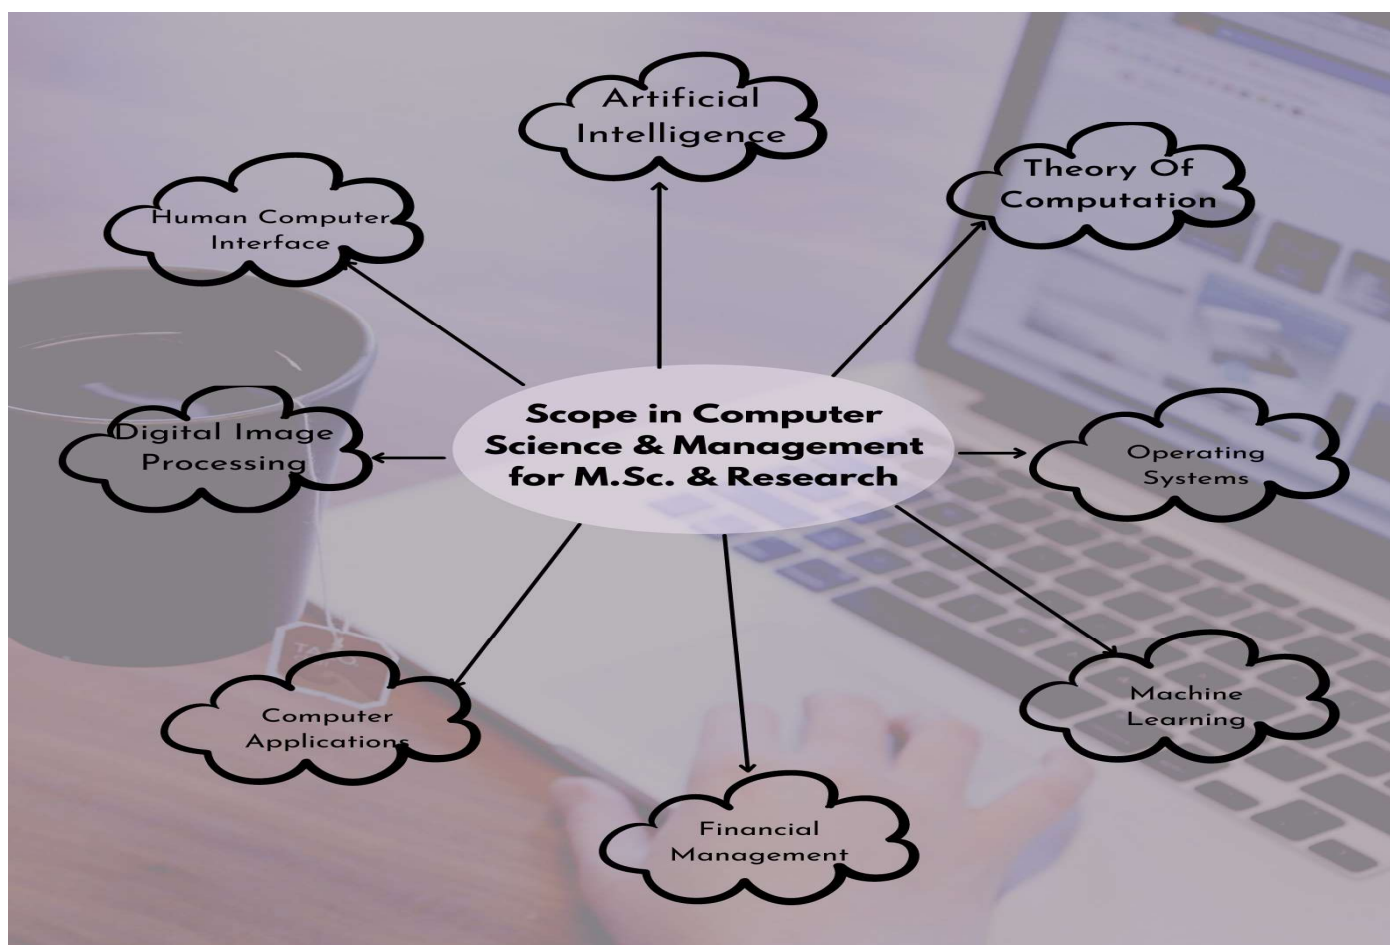 Artificial
Intelligence
Theory Of
Computation
Human Computer
Interface
Scope in Computer
Science & Management
for M.Sc. & Research
Digital Image
Processing
Operating
Systems
Machine
Learning
Computer
Applications
Financial
Management